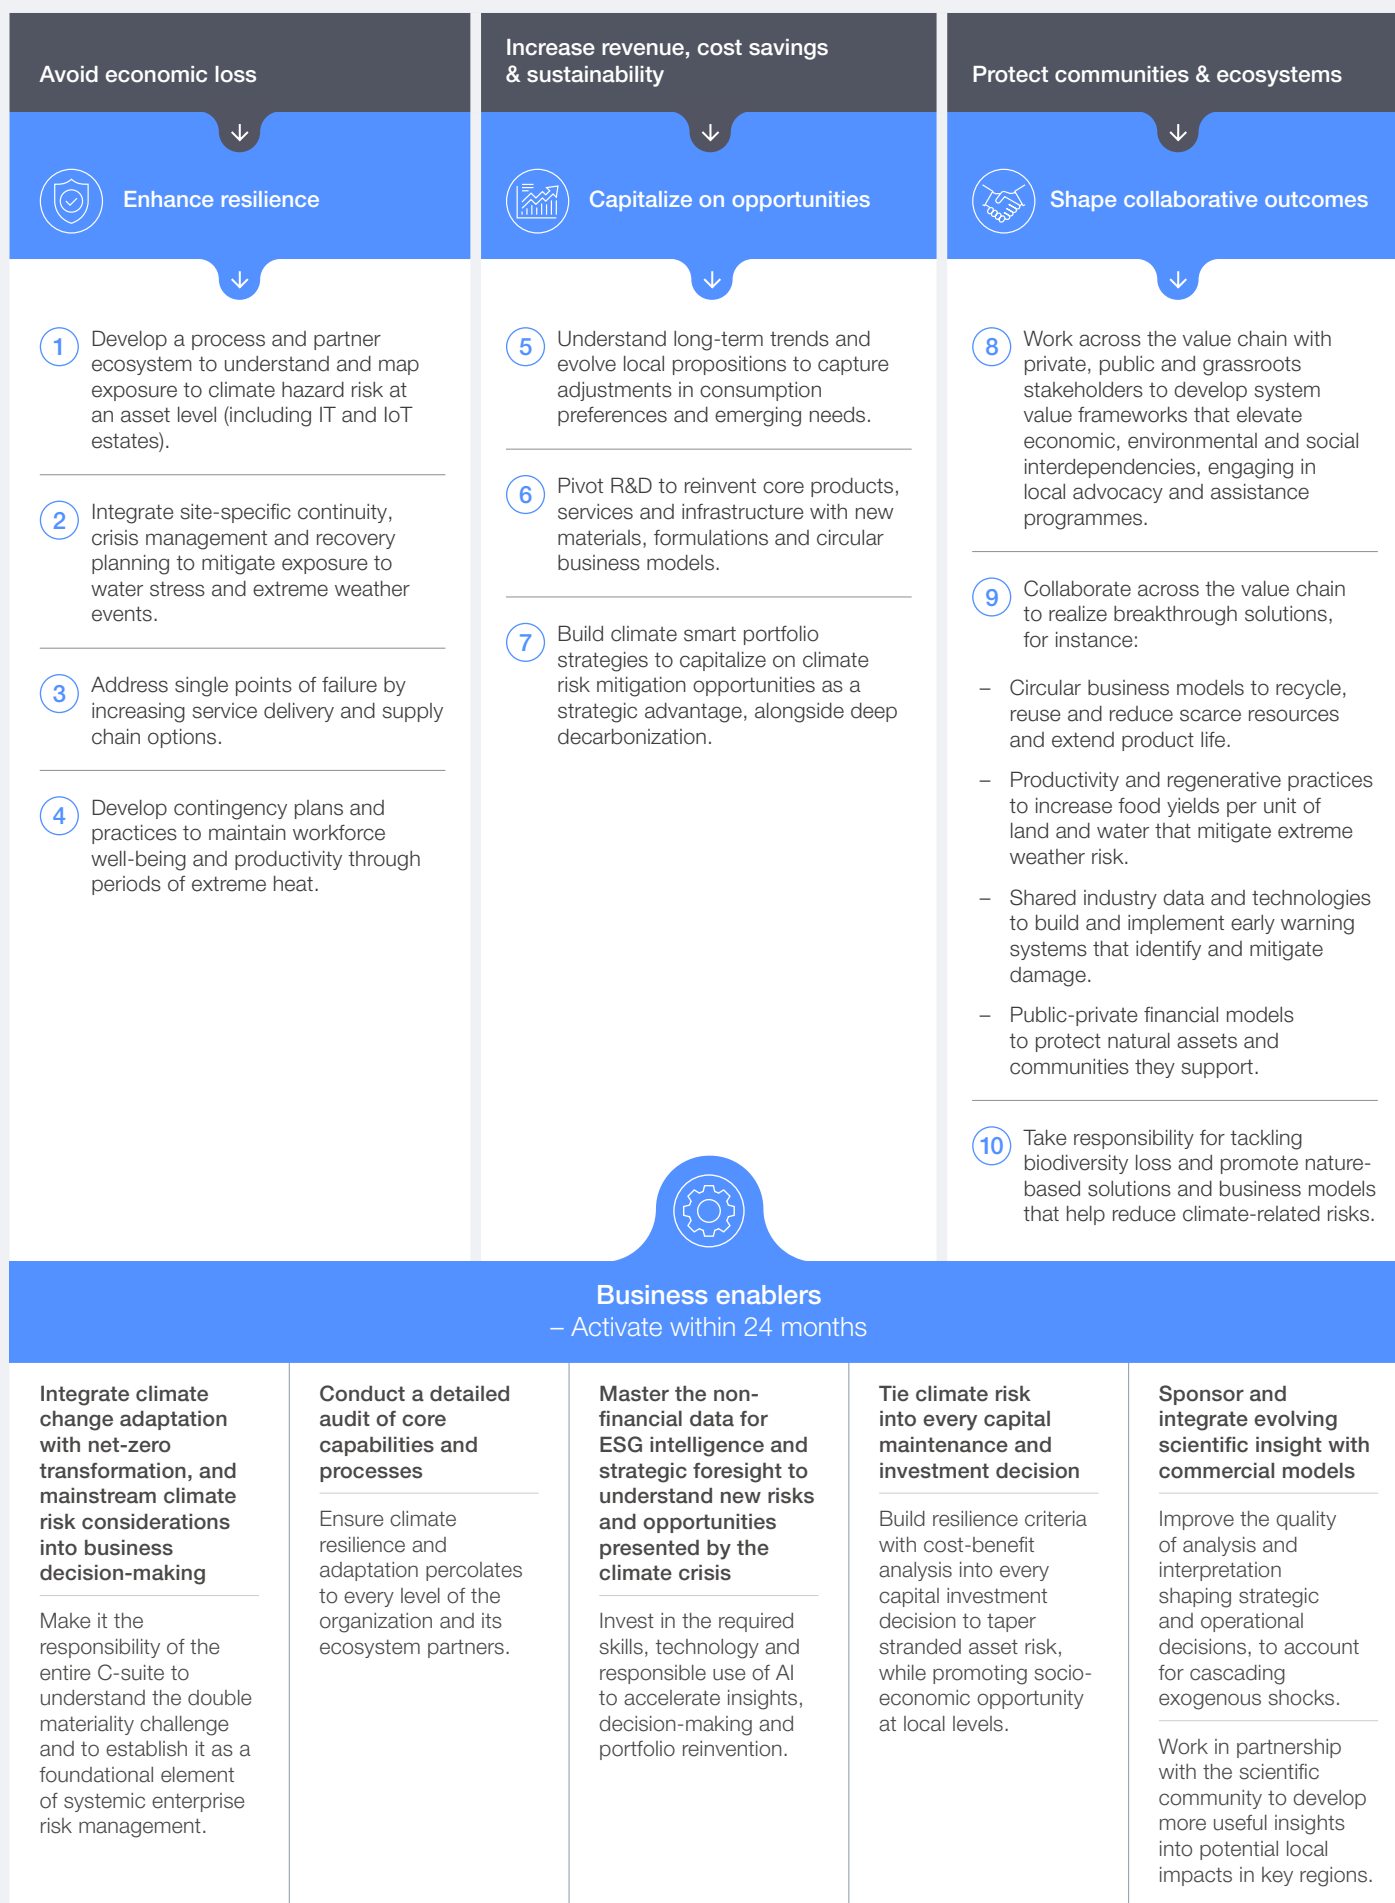 Avoid economic loss
Enhance resilience
1
Develop a process and partner
ecosystem to understand and map
exposure to climate hazard risk at
an asset level (including IT and IoT
estates).
2
Integrate site-specific continuity,
crisis management and recovery
planning to mitigate exposure to
water stress and extreme weather
events.
3
Address single points of failure by
increasing service delivery and supply
chain options.
4
Develop contingency plans and
practices to maintain workforce
well-being and productivity through
periods of extreme heat.
Increase revenue, cost savings
& sustainability
Capitalize on opportunities
5
Understand long-term trends and
evolve local propositions to capture
adjustments in consumption
preferences and emerging needs.
6
Pivot R&D to reinvent core products,
services and infrastructure with new
materials, formulations and circular
business models.
7
Build climate smart portfolio
strategies to capitalize on climate
risk mitigation opportunities as a
strategic advantage, alongside deep
decarbonization.
Protect communities & ecosystems
Shape collaborative outcomes
8
Work across the value chain with
private, public and grassroots
stakeholders to develop system
value frameworks that elevate
economic, environmental and social
interdependencies, engaging in
local advocacy and assistance
programmes.
9
Collaborate across the value chain
to realize breakthrough solutions,
for instance:
– Circular business models to recycle,
reuse and reduce scarce resources
and extend product life.
– Productivity and regenerative practices
to increase food yields per unit of
land and water that mitigate extreme
weather risk.
– Shared industry data and technologies
to build and implement early warning
systems that identify and mitigate
damage.
– Public-private financial models
to protect natural assets and
communities they support.
10
Take responsibility for tackling
biodiversity loss and promote nature-
based solutions and business models
that help reduce climate-related risks.
Business enablers
– Activate within 24 months
Integrate climate
change adaptation
with net-zero
transformation, and
mainstream climate
risk considerations
into business
decision-making
Make it the
responsibility of the
entire C-suite to
understand the double
materiality challenge
and to establish it as a
foundational element
of systemic enterprise
risk management.
Conduct a detailed
audit of core
capabilities and
processes
Ensure climate
resilience and
adaptation percolates
to every level of the
organization and its
ecosystem partners.
Master the non-
financial data for
ESG intelligence and
strategic foresight to
understand new risks
and opportunities
presented by the
climate crisis
Invest in the required
skills, technology and
responsible use of AI
to accelerate insights,
decision-making and
portfolio reinvention.
Tie climate risk
into every capital
maintenance and
investment decision
Build resilience criteria
with cost-benefit
analysis into every
capital investment
decision to taper
stranded asset risk,
while promoting socio-
economic opportunity
at local levels.
Sponsor and
integrate evolving
scientific insight with
commercial models
Improve the quality
of analysis and
interpretation
shaping strategic
and operational
decisions, to account
for cascading
exogenous shocks.
Work in partnership
with the scientific
community to develop
more useful insights
into potential local
impacts in key regions.